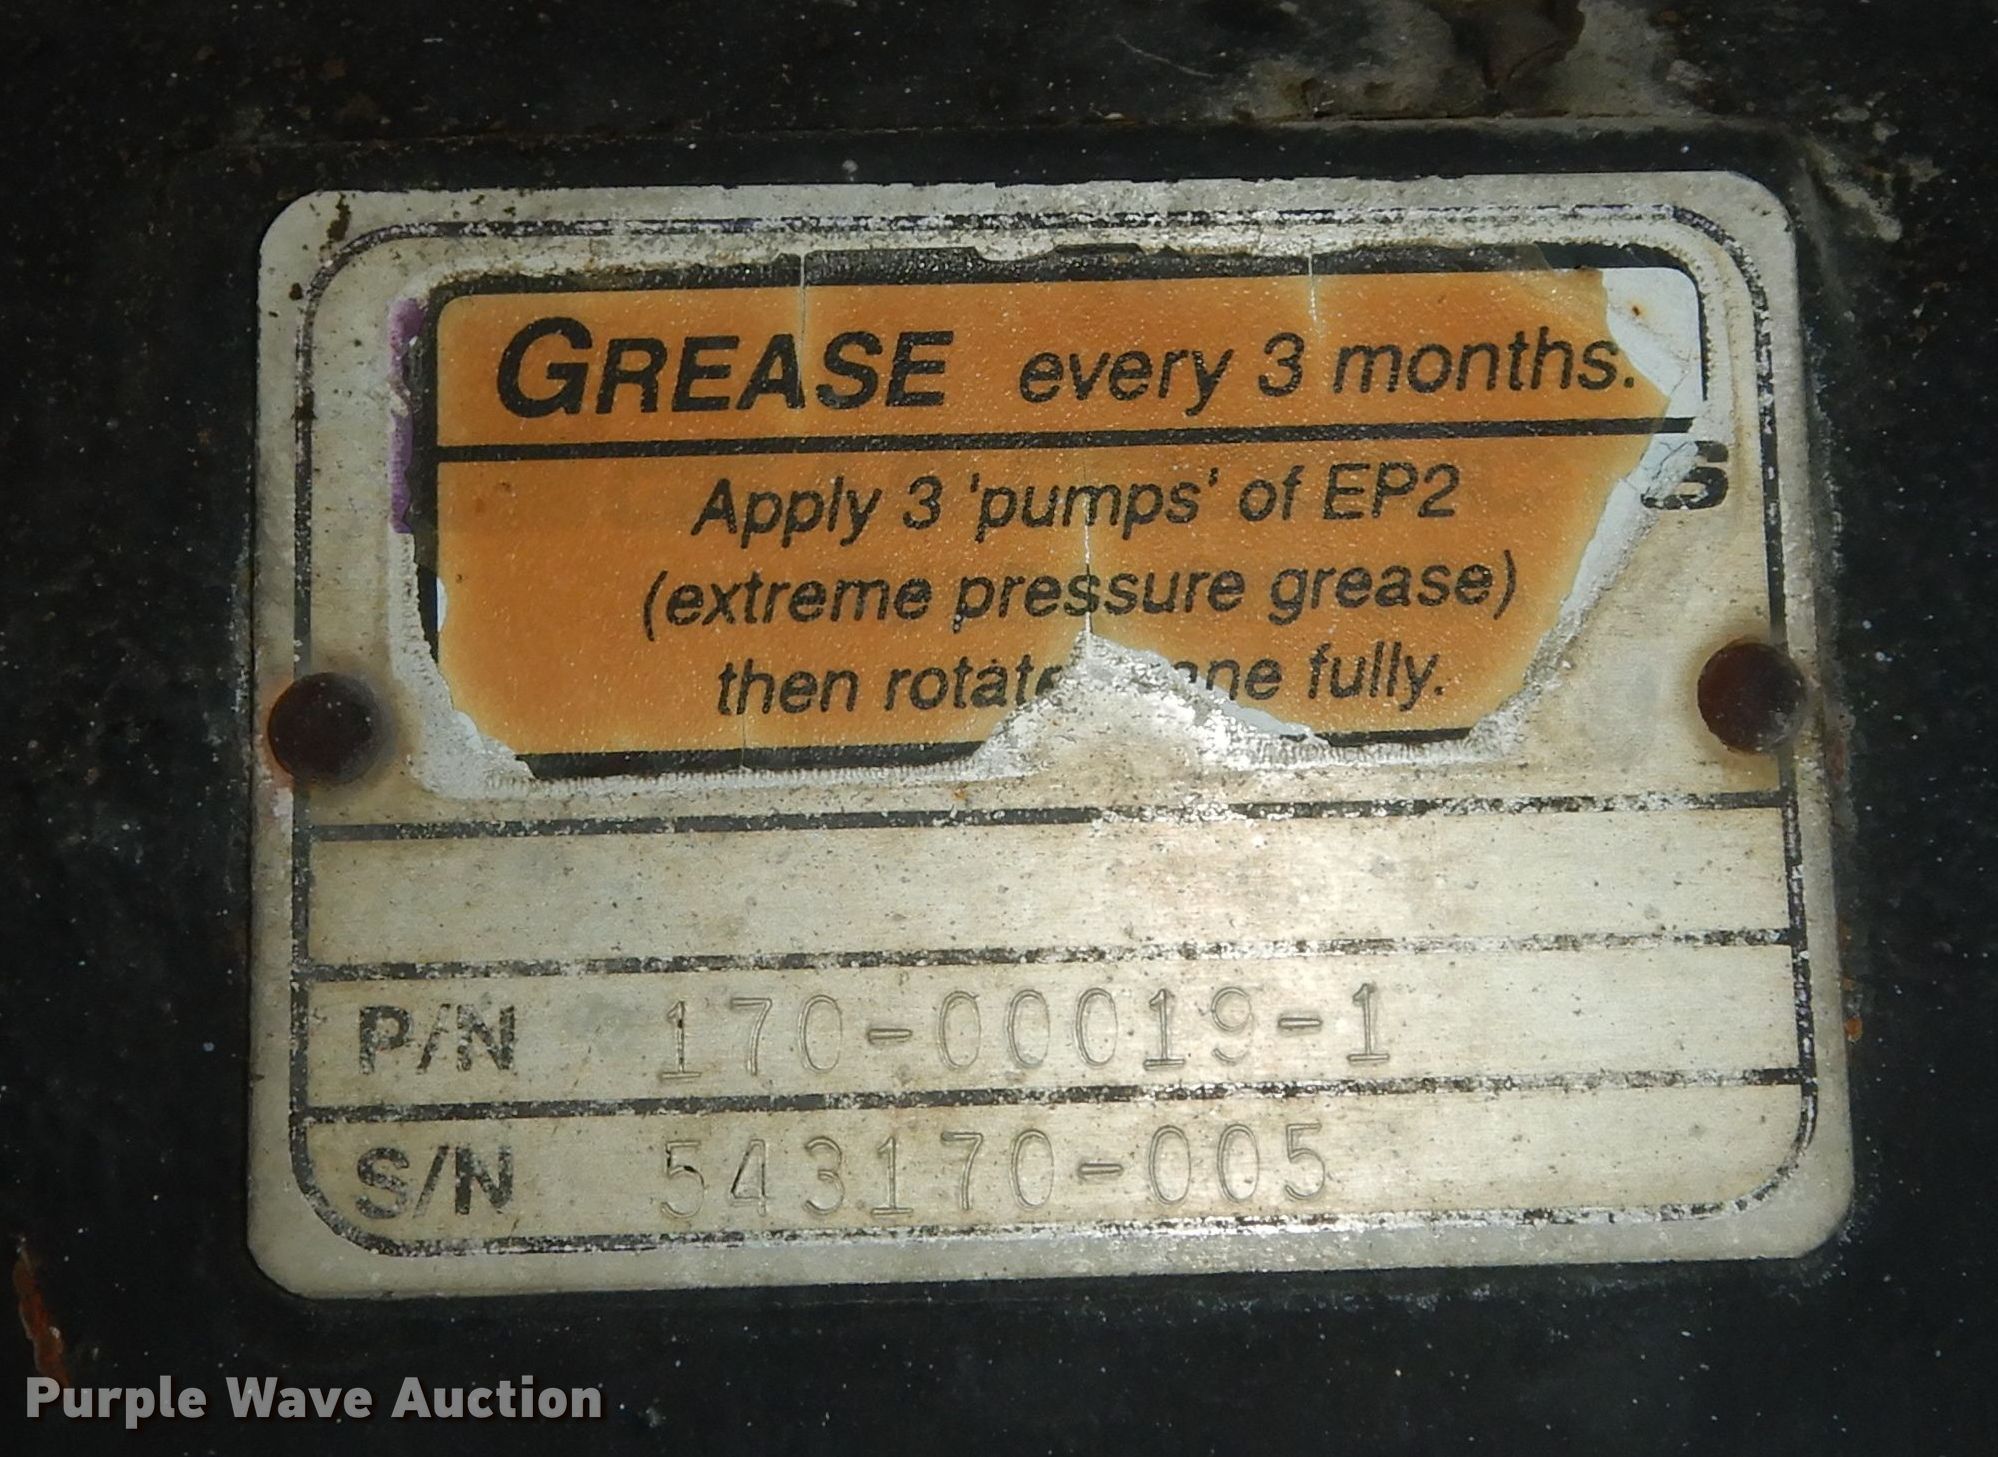 GREASE every 3 months.
S
Apply 3 'pumps' of EP2
(extreme pressure grease)
then rotate fully.
P/N 170-00019-1
S/N 543170-005
Purple Wave Auction